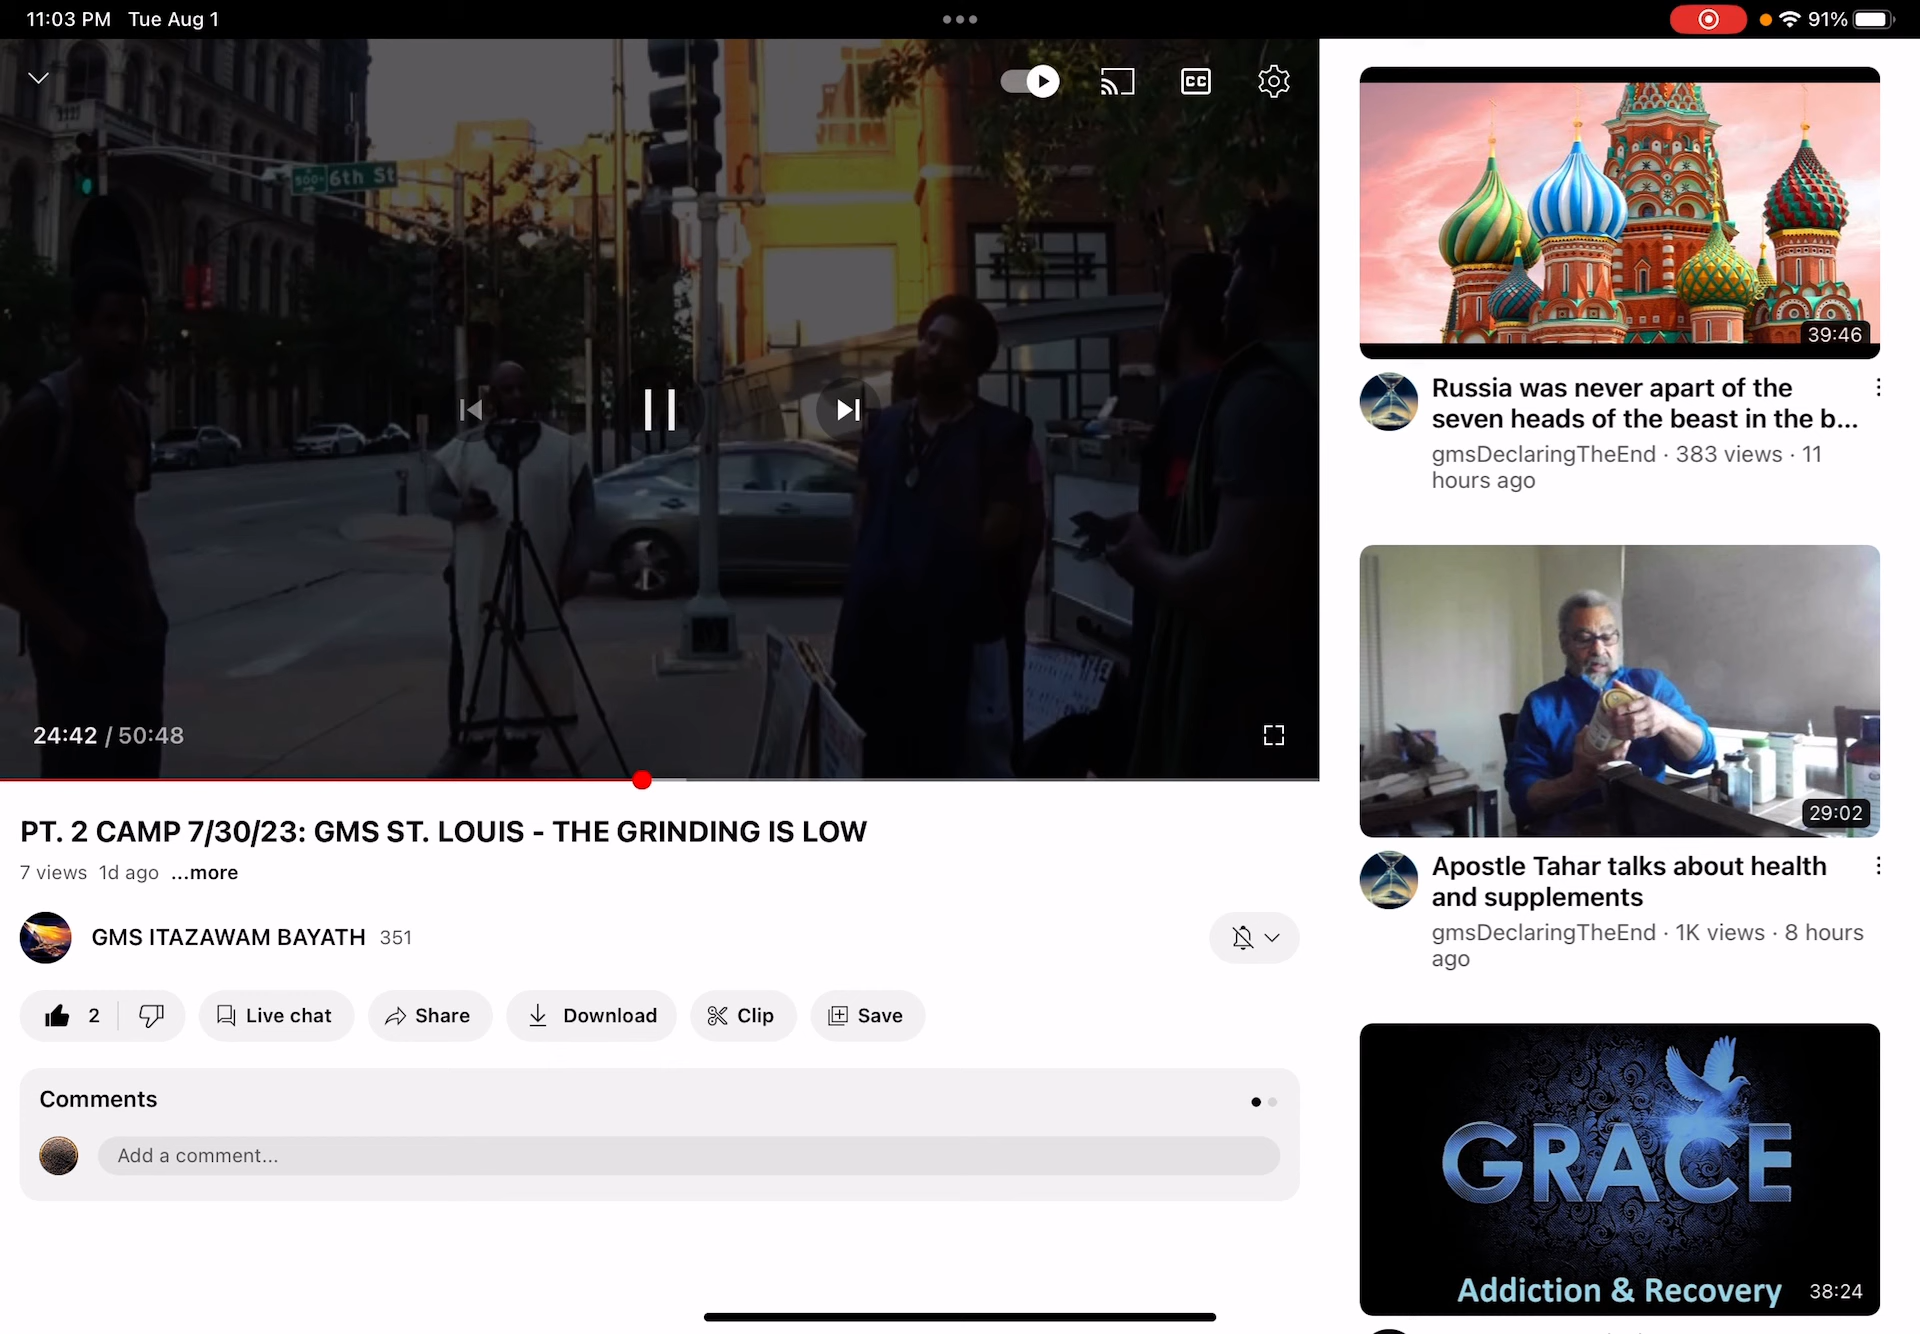 11:03 PM Tue Aug 1
91%
CC
500
6th St
24:42 / 50:48
PT. 2 CAMP 7/30/23: GMS ST. LOUIS - THE GRINDING IS LOW
7 views 1d ago ...more
GMS ITAZAWAM BAYATH 351
2
Live chat
Share
Download
Clip
Save
Comments
Add a comment...
39:46
Russia was never apart of the
seven heads of the beast in the b...
gmsDeclaringTheEnd · 383 views · 11
hours ago
29:02
Apostle Tahar talks about health
and supplements
gmsDeclaringTheEnd · 1K views · 8 hours
ago
GRACE
Addiction & Recovery
38:24